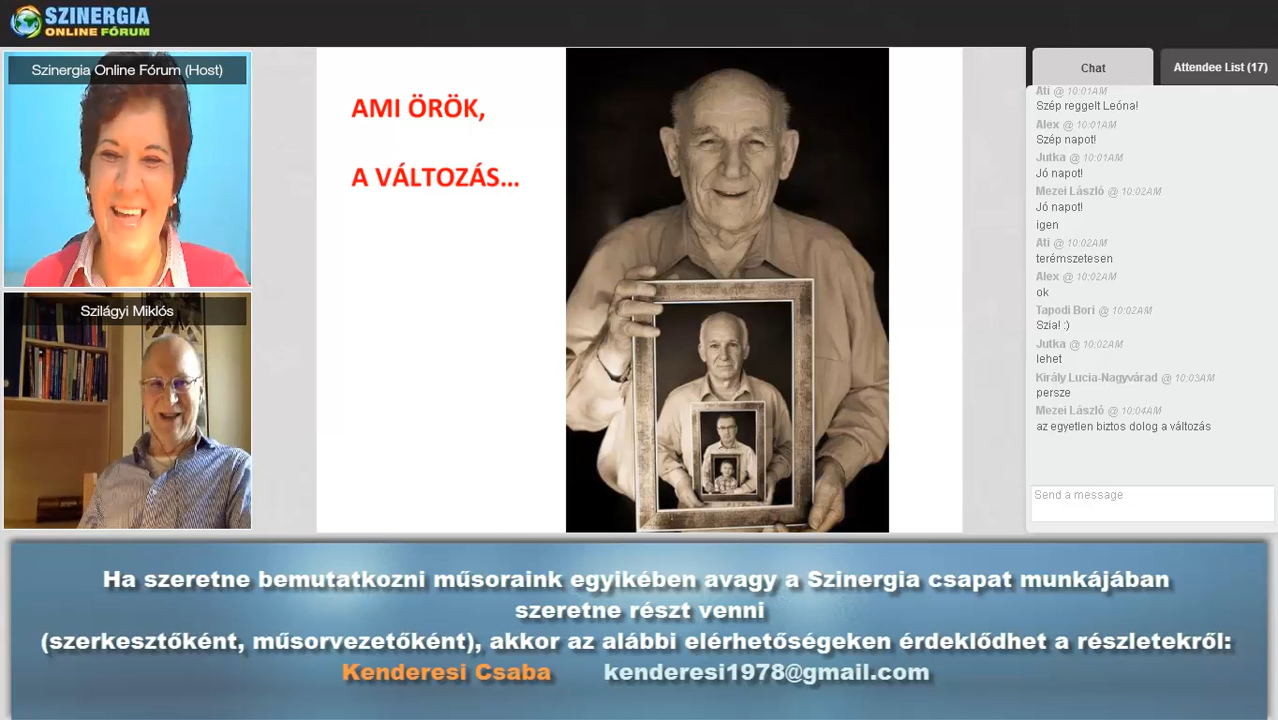 SZINERGIA
ONLINE FÓRUM
Szinergia Online Fórum (Host)
Szilágyi Miklós
AMI ÖRÖK,
A VÁLTOZÁS...
Chat
Attendee List (17)
Ati @ 10:01AM
Szép reggelt Leóna!
Alex @ 10:01AM
Szép napot!
Jutka @ 10:01AM
Jó napot!
Mezei László @ 10:02AM
Jó napot!
igen
Ati @ 10:02AM
terémszetesen
Alex @ 10:02AM
ok
Tapodi Bori @ 10:02AM
Szia! :)
Jutka @ 10:02AM
lehet
Király Lucia-Nagyvárad @ 10:03AM
persze
Mezei László @ 10:04AM
az egyetlen biztos dolog a változás
Send a message
Ha szeretne bemutatkozni műsoraink egyikében avagy a Szinergia csapat munkájában
szeretne részt venni
(szerkesztőként, műsorvezetőként), akkor az alábbi elérhetőségeken érdeklődhet a részletekről:
Kenderesi Csaba kenderesi1978@gmail.com